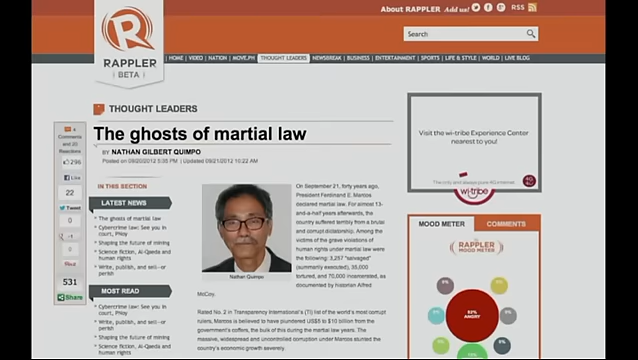 About RAPPLER Add us! RSS
R
RAPPLER
BETA
Search
HOME | VIDEO | NATION | MOVE.PH | THOUGHT LEADERS | NEWSBREAK | BUSINESS | ENTERTAINMENT | SPORTS | LIFE & STYLE | WORLD | LIVE BLOG
THOUGHT LEADERS
The ghosts of martial law
BY NATHAN GILBERT QUIMPO
Posted on 09/20/2012 5:35 PM | Updated 09/21/2012 10:22 AM
4
Comments
and 20
Reactions
296
Like
22
Tweet
0
+1
0
Pin it
531
Share
IN THIS SECTION
LATEST NEWS
The ghosts of martial law
Cybercrime law: See you in
court, PNoy
Shaping the future of mining
Science fiction, Al-Qaeda and
human rights
Write, publish, and sell-or
perish
MOST READ
Cybercrime law: See you in
court, PNoy
Write, publish, and sell-or
perish
Shaping the future of mining
Science fiction, Al-Qaeda and
human rights
Nathan Quimpo
On September 21, forty years ago,
President Ferdinand E. Marcos
declared martial law. For almost 13-
and-a-half years afterwards, the
country suffered terribly from a brutal
and corrupt dictatorship. Among the
victims of the grave violations of
human rights under martial law were
the following: 3,257 "salvaged"
(summarily executed), 35,000
tortured, and 70,000 incarcerated, as
documented by historian Alfred
McCoy.
Rated No. 2 in Transparency International's (TI) list of the world's most corrupt
rulers, Marcos is believed to have plundered US$5 to $10 billion from the
government's coffers, the bulk of this during the martial law years. The
massive, widespread and uncontrolled corruption under Marcos stunted the
country's economic growth severely.
Visit the wi-tribe Experience Center
nearest to you!
wi-tribe
MOOD METER
COMMENTS
RAPPLER
MOOD METER
ANGRY